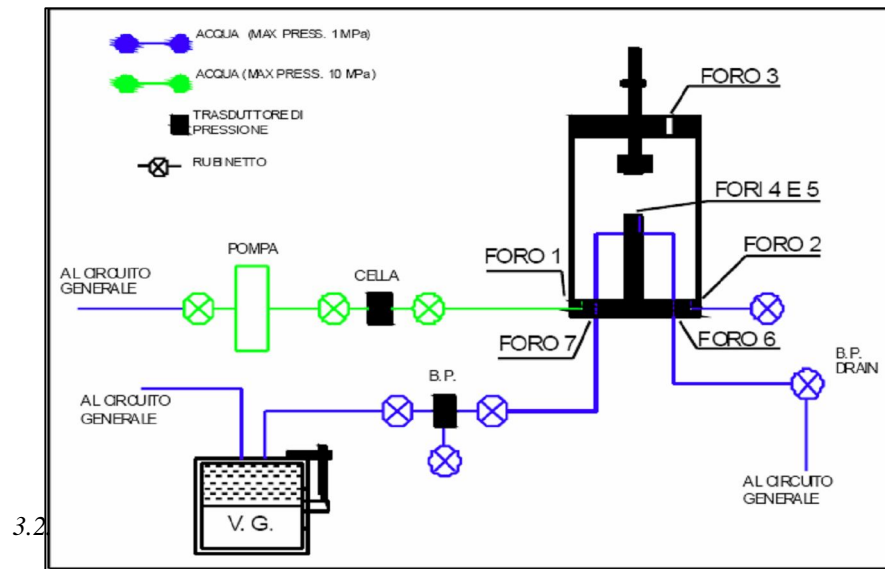 ACQUA (MAX PRESS. 1 MPa)
ACQUA (MAX PRESS. 10 MPa)
TRASDUTTORE DI
PRESSIONE
RUBINETTO
FORO 3
FORI 4 E 5
POMPA
FORO 1
FORO 2
AL CIRCUITO
GENERALE
CELLA
FORO 7
FORO 6
B.P.
DRAIN
B.P.
AL CIRCUITO
GENERALE
AL CIRCUITO
GENERALE
V. G.
3.2.